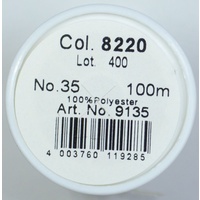 Col. 8220
Lot. 400
No.35 100m
100%Polyester
Art. No. 9135
4 003760 119285